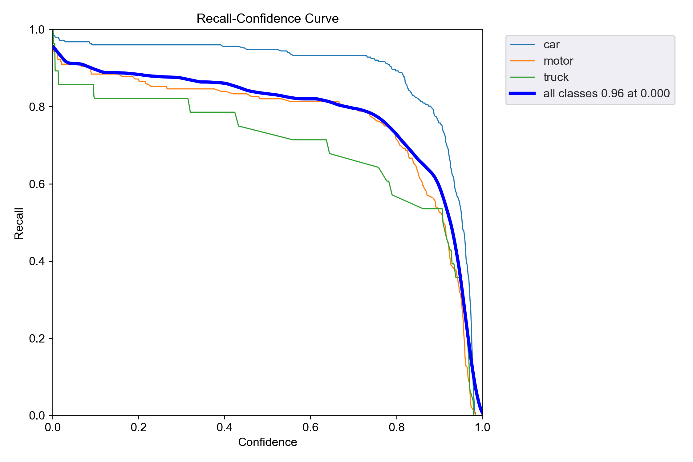 Recall-Confidence Curve
1.0
0.8
0.6
0.4
0.2
0.0
Recall
0.0 0.2 0.4 0.6 0.8 1.0
Confidence
car
motor
truck
all classes 0.96 at 0.000